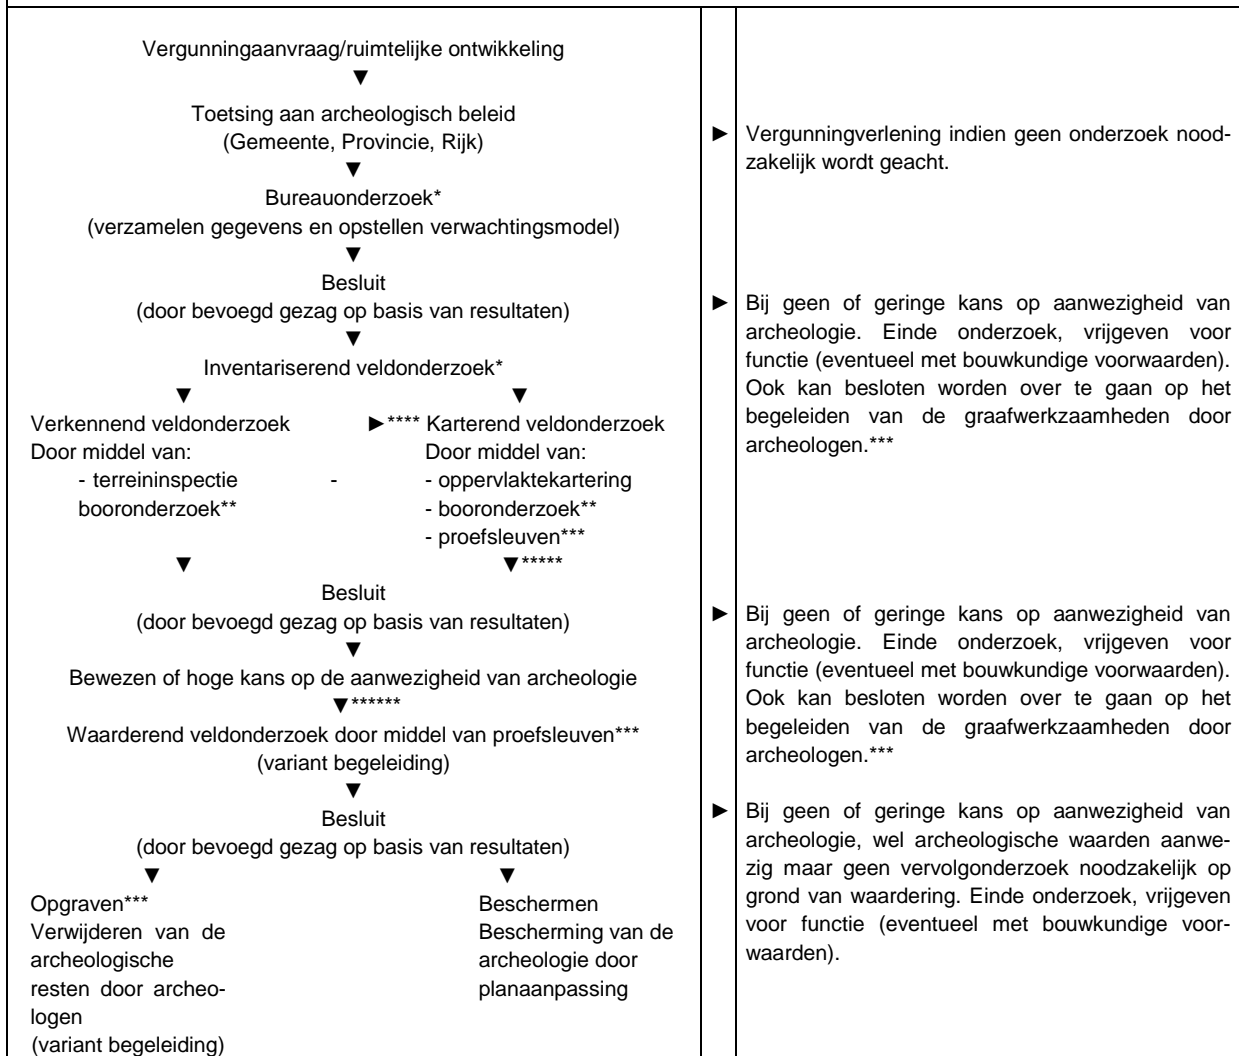 Vergunningaanvraag/ruimtelijke ontwikkeling
▼
Toetsing aan archeologisch beleid
(Gemeente, Provincie, Rijk)
▼
Bureauonderzoek*
(verzamelen gegevens en opstellen verwachtingsmodel)
▼
Besluit
(door bevoegd gezag op basis van resultaten)
▼
Inventariserend veldonderzoek*
▼ ▼
Verkennend veldonderzoek ►**** Karterend veldonderzoek
Door middel van: Door middel van:
- terreininspectie - - oppervlaktekartering
booronderzoek** - booronderzoek**
- proefsleuven***
▼ ▼*****
Besluit
(door bevoegd gezag op basis van resultaten)
▼
Bewezen of hoge kans op de aanwezigheid van archeologie
▼******
Waarderend veldonderzoek door middel van proefsleuven***
(variant begeleiding)
▼
Besluit
(door bevoegd gezag op basis van resultaten)
▼ ▼
Opgraven*** Beschermen
Verwijderen van de Bescherming van de
archeologische archeologie door
resten door archeo- planaanpassing
logen
(variant begeleiding)
► Vergunningverlening indien geen onderzoek nood-
zakelijk wordt geacht.
► Bij geen of geringe kans op aanwezigheid van
archeologie. Einde onderzoek, vrijgeven voor
functie (eventueel met bouwkundige voorwaarden).
Ook kan besloten worden over te gaan op het
begeleiden van de graafwerkzaamheden door
archeologen.***
► Bij geen of geringe kans op aanwezigheid van
archeologie. Einde onderzoek, vrijgeven voor
functie (eventueel met bouwkundige voorwaarden).
Ook kan besloten worden over te gaan op het
begeleiden van de graafwerkzaamheden door
archeologen.***
► Bij geen of geringe kans op aanwezigheid van
archeologie, wel archeologische waarden aanwe-
zig maar geen vervolgonderzoek noodzakelijk op
grond van waardering. Einde onderzoek, vrijgeven
voor functie (eventueel met bouwkundige voor-
waarden).